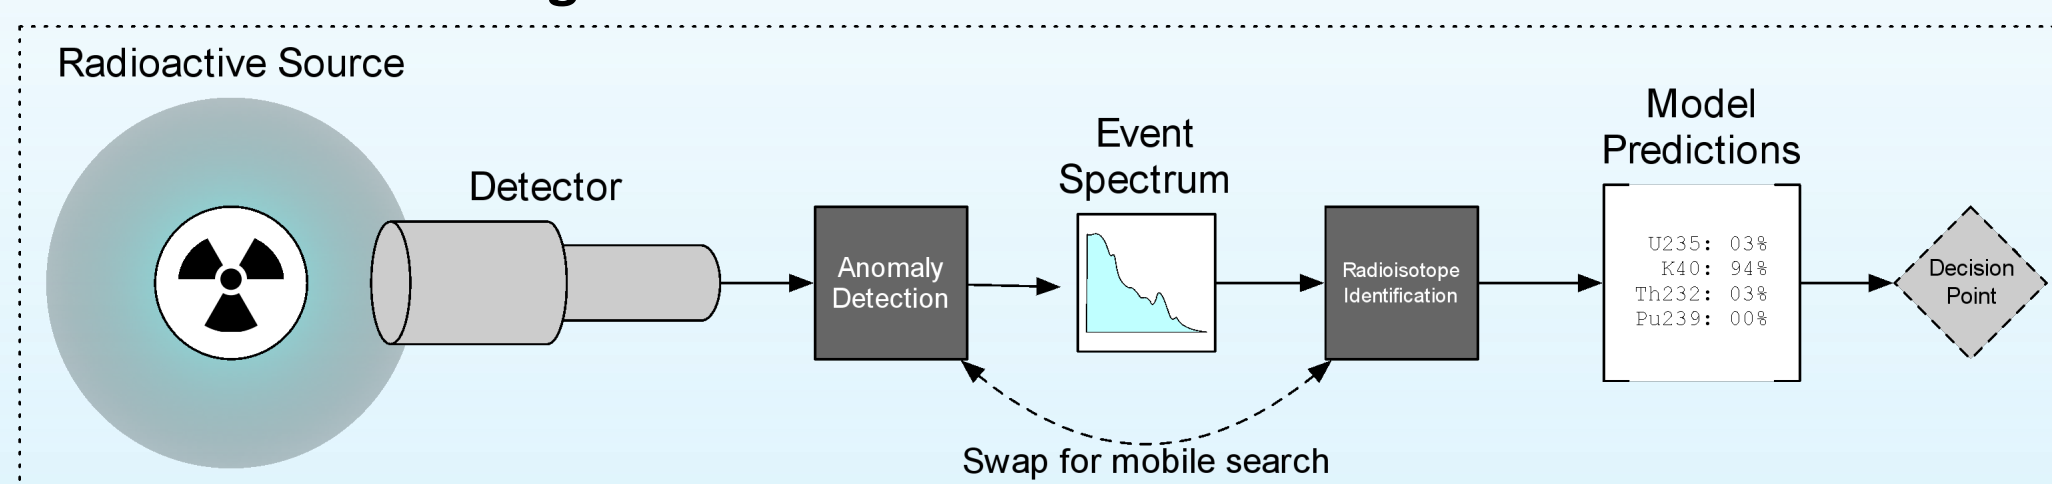 Radioactive Source
Detector
Anomaly
Detection
Event
Spectrum
Radioisotope
Identification
Model
Predictions
U235: 03%
K40: 94%
Th232: 03%
Pu239: 00%
Decision
Point
Swap for mobile search